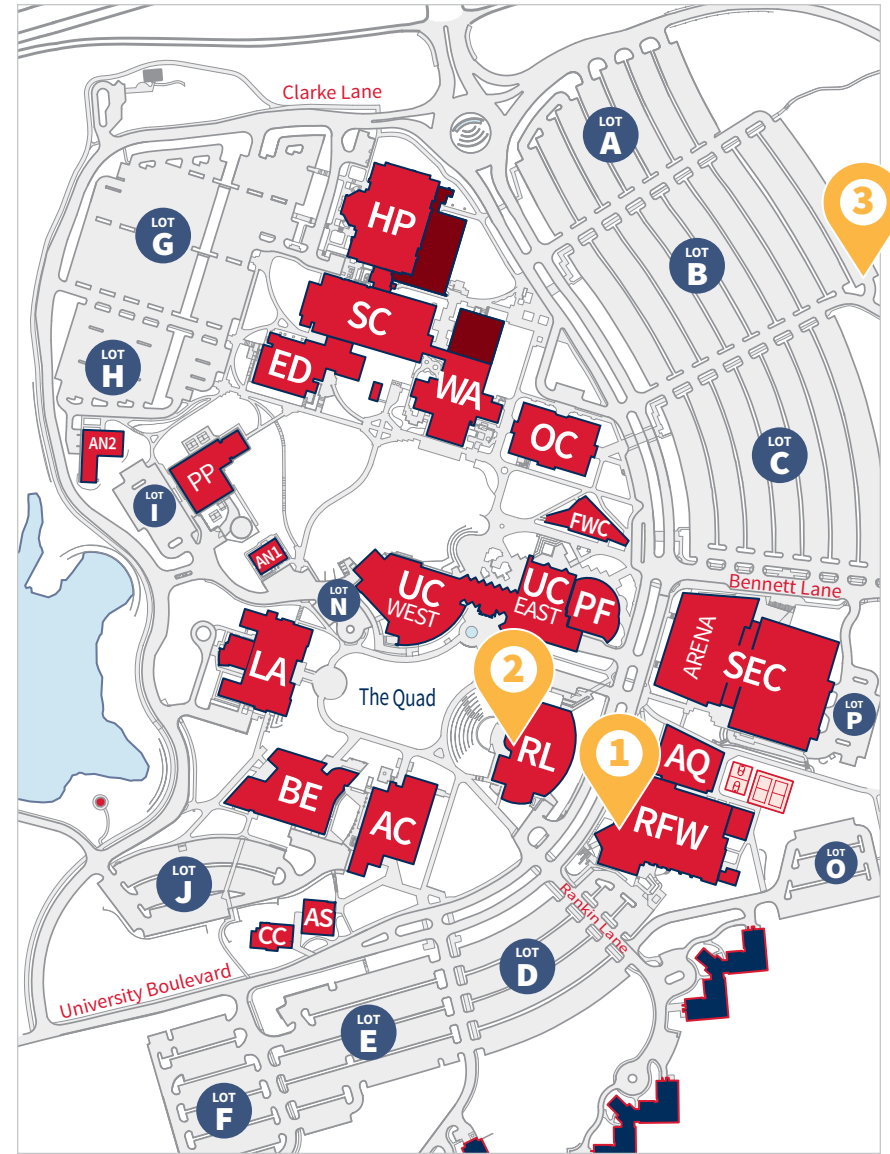 Clarke Lane
LOT
A
HP
3
LOT
G
LOT
B
SC
ED
LOT
H
WA
OC
AN2
LOT
C
PP
LOT
I
FWC
AN1
UC
WEST
UC
EAST
PF
Bennett Lane
LOT
N
ARENA
SEC
LA
2
The Quad
LOT
P
RL
1
AQ
BE
AC
RFW
LOT
O
LOT
J
AS
CC
Rankin Lane
LOT
D
University Boulevard
LOT
E
LOT
F